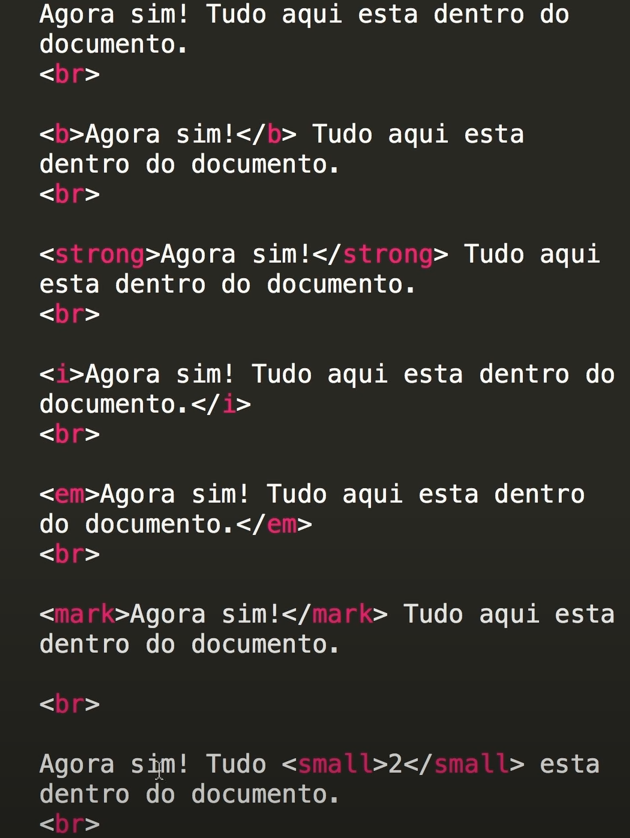 Agora sim! Tudo aqui esta dentro do
documento.
<br>
<b>Agora sim!</b> Tudo aqui esta
dentro do documento.
<br>
<strong>Agora sim!</strong> Tudo aqui
esta dentro do documento.
<br>
<i>Agora sim! Tudo aqui esta dentro do
documento.</i>
<br>
<em>Agora sim! Tudo aqui esta dentro
do documento.</em>
<br>
<mark>Agora sim!</mark> Tudo aqui esta
dentro do documento.
<br>
Agora sim! Tudo <small>2</small> esta
dentro do documento.
<br>